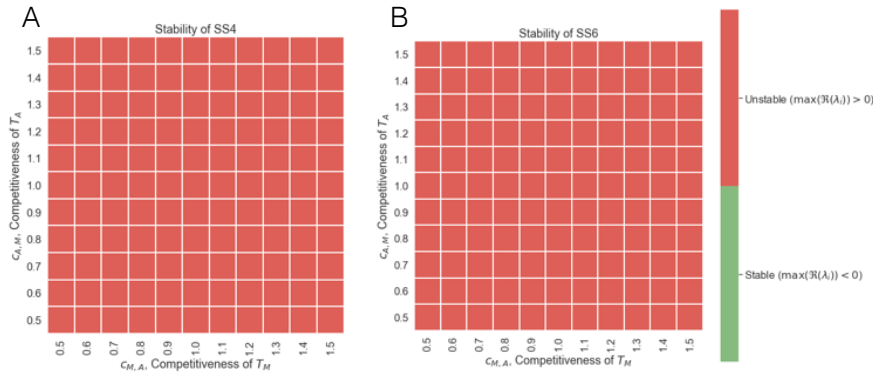 A
Stability of SS4
1.5
1.4
1.3
1.2
1.1
1.0
0.9
0.8
0.7
0.6
0.5
c_{A,M}, Competitiveness of T_A
0.5 0.6 0.7 0.8 0.9 1.0 1.1 1.2 1.3 1.4 1.5
c_{M,A}, Competitiveness of T_M
B
Stability of SS6
1.5
1.4
1.3
1.2
1.1
1.0
0.9
0.8
0.7
0.6
0.5
c_{A,M}, Competitiveness of T_A
0.5 0.6 0.7 0.8 0.9 1.0 1.1 1.2 1.3 1.4 1.5
c_{M,A}, Competitiveness of T_M
Unstable (max(ℜ(λ_i)) > 0)
Stable (max(ℜ(λ_i)) < 0)